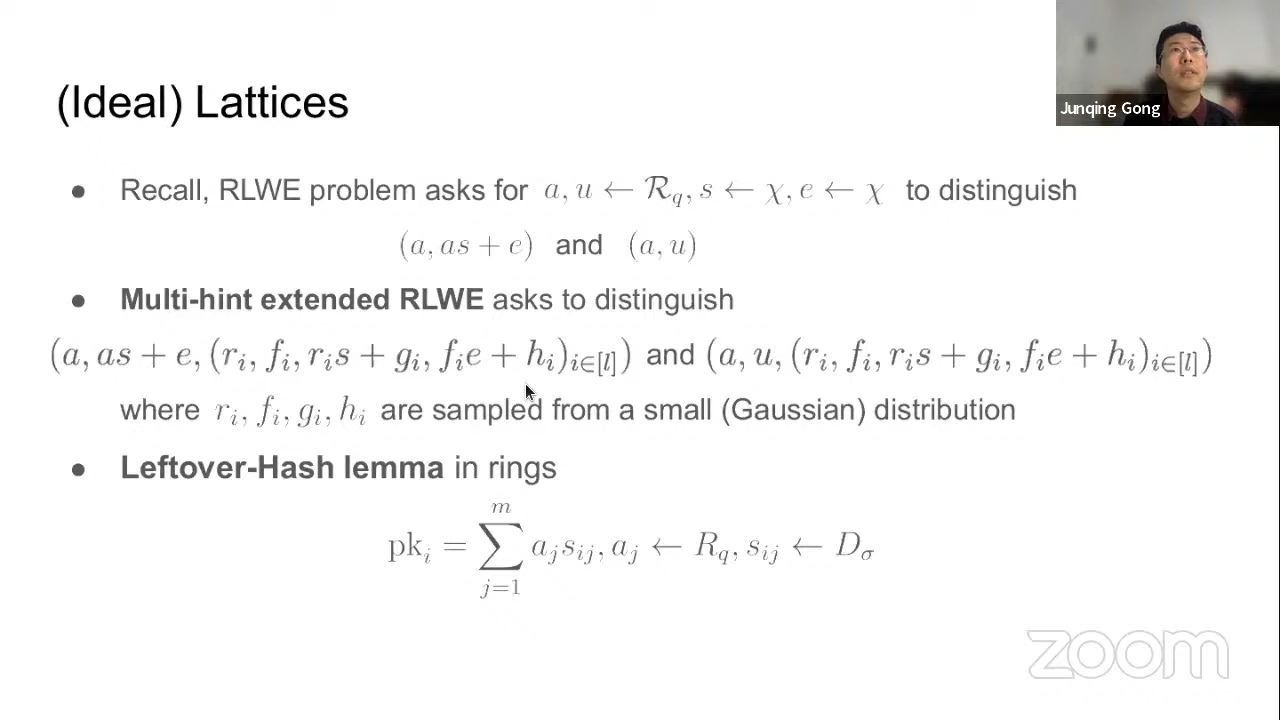 (Ideal) Lattices
Junqing Gong
● Recall, RLWE problem asks for a, u ← ℛ_q, s ← χ, e ← χ to distinguish
(a, as + e) and (a, u)
● Multi-hint extended RLWE asks to distinguish
(a, as + e, (r_i, f_i, r_i s + g_i, f_i e + h_i)_{i∈[l]}) and (a, u, (r_i, f_i, r_i s + g_i, f_i e + h_i)_{i∈[l]})
where r_i, f_i, g_i, h_i are sampled from a small (Gaussian) distribution
● Leftover-Hash lemma in rings
pk_i = ∑_{j=1}^{m} a_j s_{ij}, a_j ← R_q, s_{ij} ← D_σ
zoom